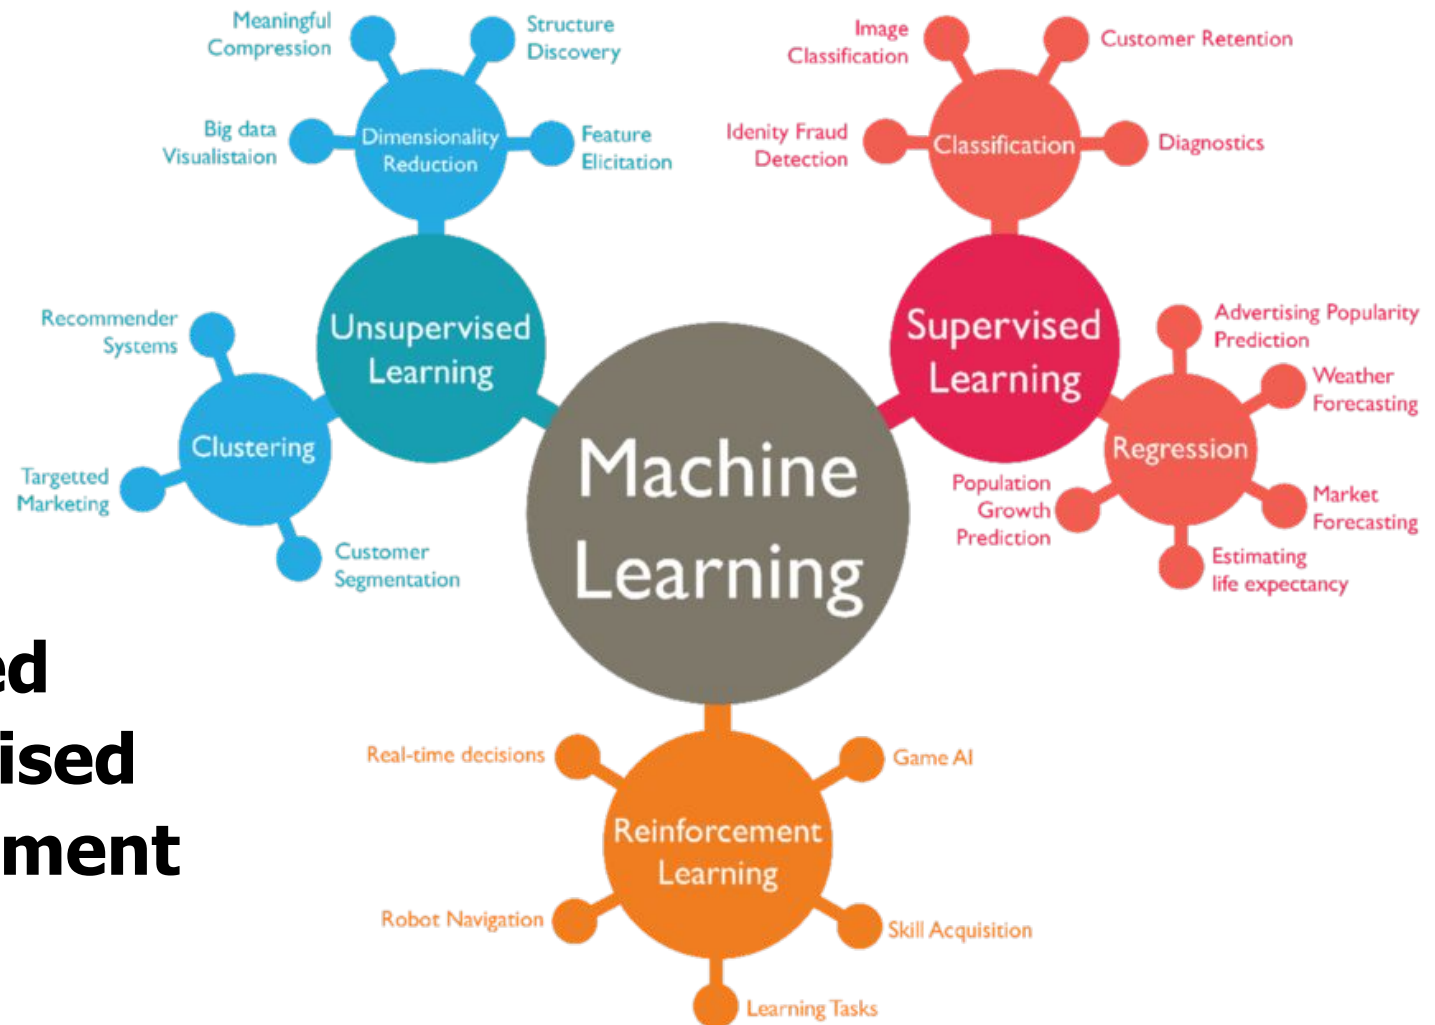 Meaningful
Compression
Structure
Discovery
Big data
Visualistaion
Dimensionality
Reduction
Feature
Elicitation
Image
Classification
Customer Retention
Idenity Fraud
Detection
Classification
Diagnostics
Recommender
Systems
Unsupervised
Learning
Clustering
Targetted
Marketing
Customer
Segmentation
Machine
Learning
Supervised
Learning
Advertising Popularity
Prediction
Weather
Forecasting
Regression
Population
Growth
Prediction
Market
Forecasting
Estimating
life expectancy
ed
ised
ment
Real-time decisions
Game AI
Reinforcement
Learning
Robot Navigation
Skill Acquisition
Learning Tasks